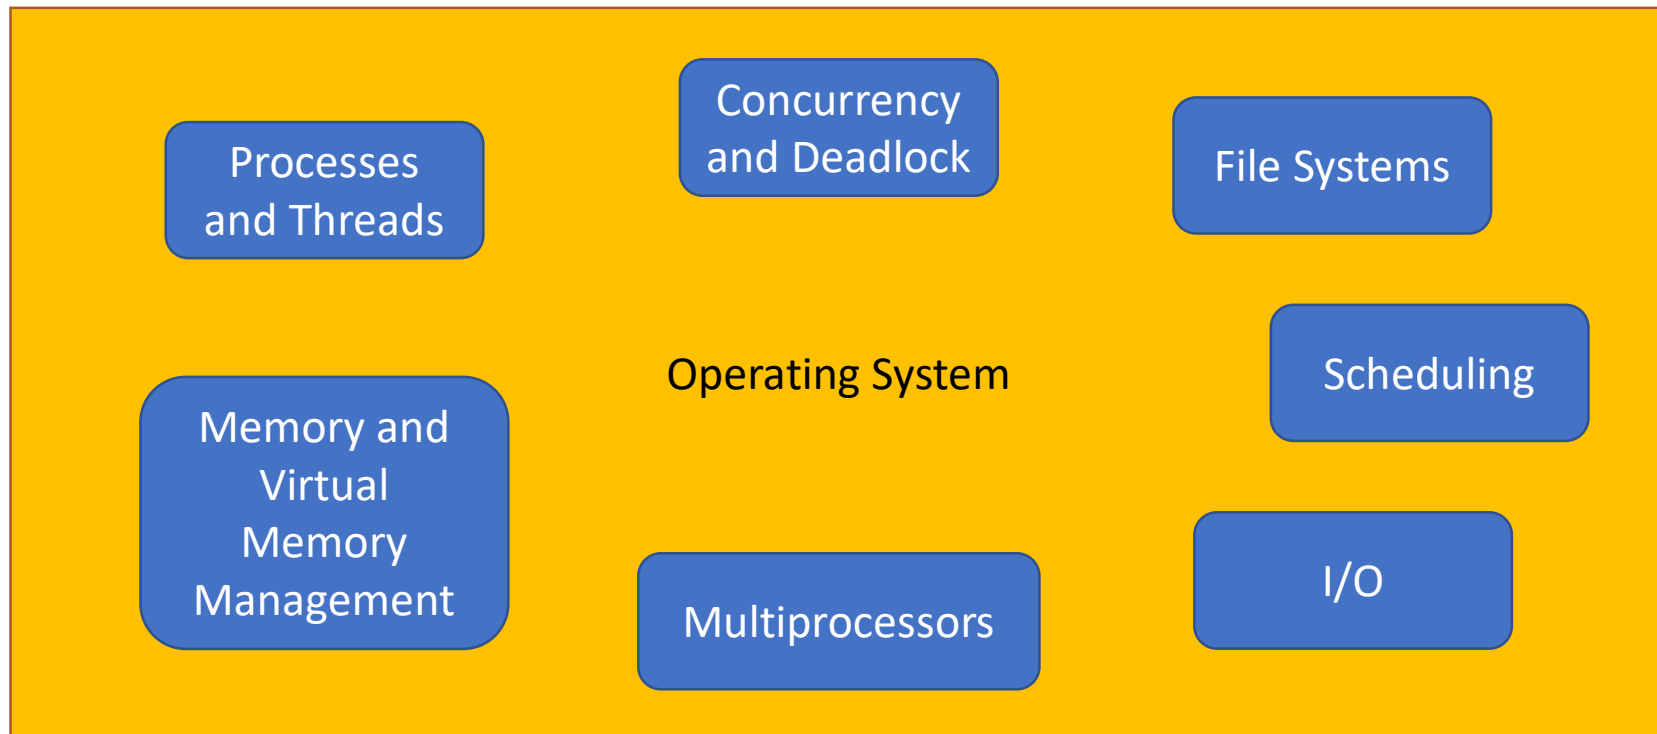 Processes
and Threads
Concurrency
and Deadlock
File Systems
Operating System
Scheduling
Memory and
Virtual
Memory
Management
Multiprocessors
I/O